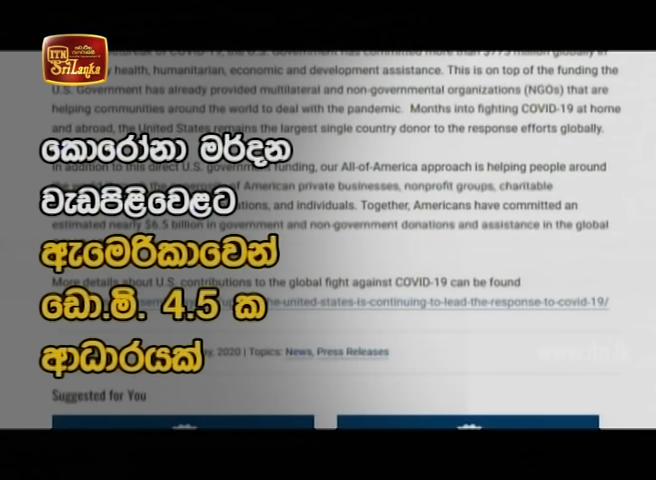 ITN
Sri Lanka
outbreak of COVID-19, the U.S. Government has committed more than $775 million globally in
health, humanitarian, economic and development assistance. This is on top of the funding the
U.S. Government has already provided multilateral and non-governmental organizations (NGOs) that are
helping communities around the world to deal with the pandemic. Months into fighting COVID-19 at home
and abroad, the United States remains the largest single country donor to the response efforts globally.
කොරෝනා මර්දන
In addition to this direct U.S. government funding, our All-of-America approach is helping people around
of American private businesses, nonprofit groups, charitable
වැඩපිළිවෙළට
and individuals. Together, Americans have committed an
estimated nearly $6.5 billion in government and non-government donations and assistance in the global
ඇමෙරිකාවෙන්
More details about U.S. contributions to the global fight against COVID-19 can be found
the-united-states-is-continuing-to-lead-the-response-to-covid-19/
ඩො.මි. 4.5 ක
ආධාරයක්
2020 | Topics: News, Press Releases
Suggested for You